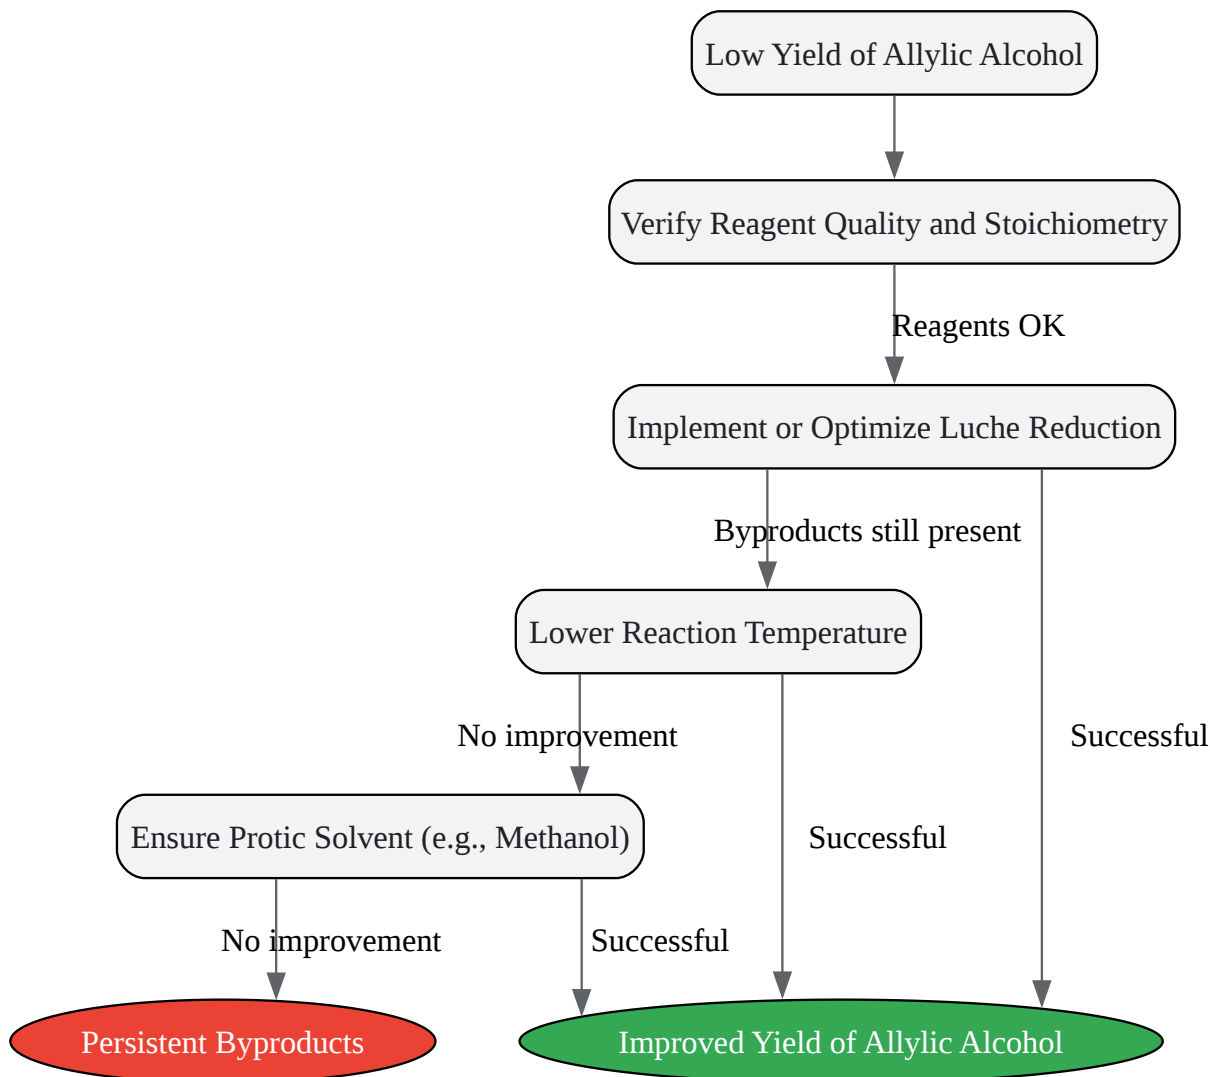 Low Yield of Allylic Alcohol
Verify Reagent Quality and Stoichiometry
Reagents OK
Implement or Optimize Luche Reduction
Byproducts still present
Lower Reaction Temperature
No improvement
Successful
Ensure Protic Solvent (e.g., Methanol)
Successful
No improvement
Successful
Persistent Byproducts
Improved Yield of Allylic Alcohol